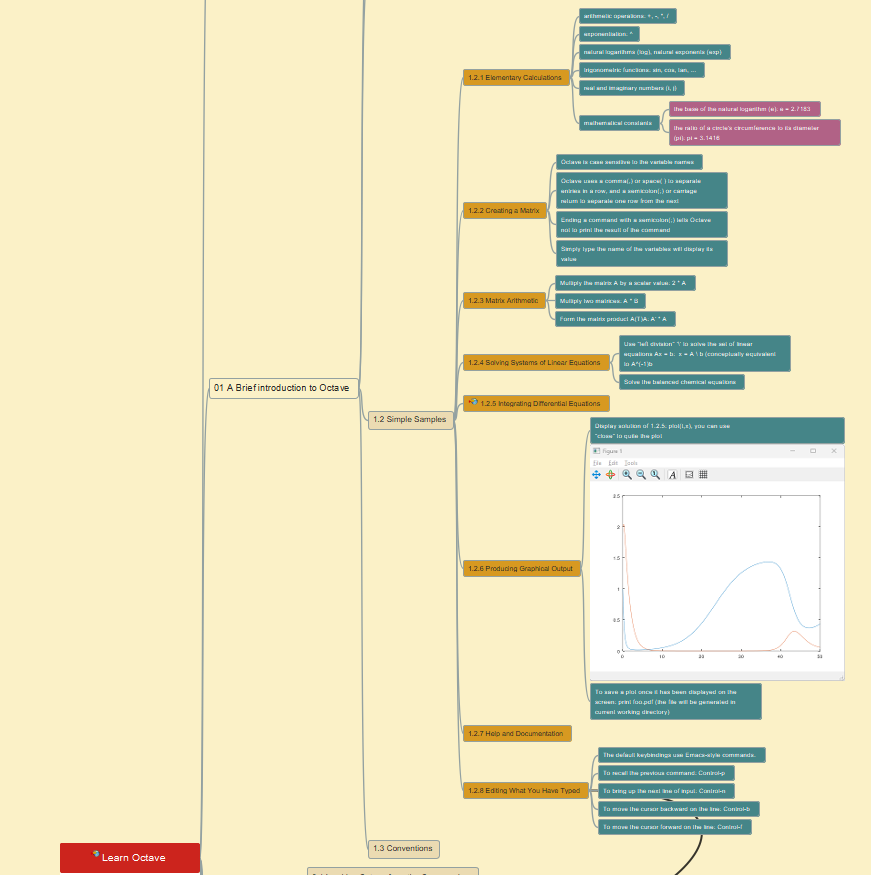 Learn Octave
01 A Brief introduction to Octave
1.2 Simple Samples
1.2.1 Elementary Calculations
arithmetic operations. +, -, *, /
exponentiation. ^
natural logarithms (log), natural exponents (exp)
trigonometric functions. sin, cos, tan, ...
real and imaginary numbers (i, j)
mathematical constants
the base of the natural logarithm (e). e = 2.7183
the ratio of a circle's circumference to its diameter
(pi). pi = 3.1416
1.2.2 Creating a Matrix
Octave is case sensitive to the variable names
Octave uses a comma(,) or space( ) to separate
entries in a row, and a semicolon(;) or carriage
return to separate one row from the next
Ending a command with a semicolon(;) tells Octave
not to print the result of the command
Simply type the name of the variables will display its
value
1.2.3 Matrix Arithmetic
Multiply the matrix A by a scalar value: 2 * A
Multiply two matrices: A * B
Form the matrix product A(T)A: A' * A
1.2.4 Solving Systems of Linear Equations
Use "left division" '\' to solve the set of linear
equations Ax = b. x = A \ b (conceptually equivalent
to A^(-1)b
Solve the balanced chemical equations
1.2.5 Integrating Differential Equations
1.2.6 Producing Graphical Output
Display solution of 1.2.5: plot(t,x), you can use
"close" to quite the plot
Figure 1
File Edit Tools
A
2.5
2
1.5
1
0.5
0
0 10 20 30 40 50
To save a plot once it has been displayed on the
screen. print foo.pdf (the file will be generated in
current working directory)
1.2.7 Help and Documentation
1.2.8 Editing What You Have Typed
The default keybindings use Emacs-style commands.
To recall the previous command. Control-p
To bring up the next line of input. Control-n
To move the cursor backward on the line. Control-b
To move the cursor forward on the line. Control-f
1.3 Conventions